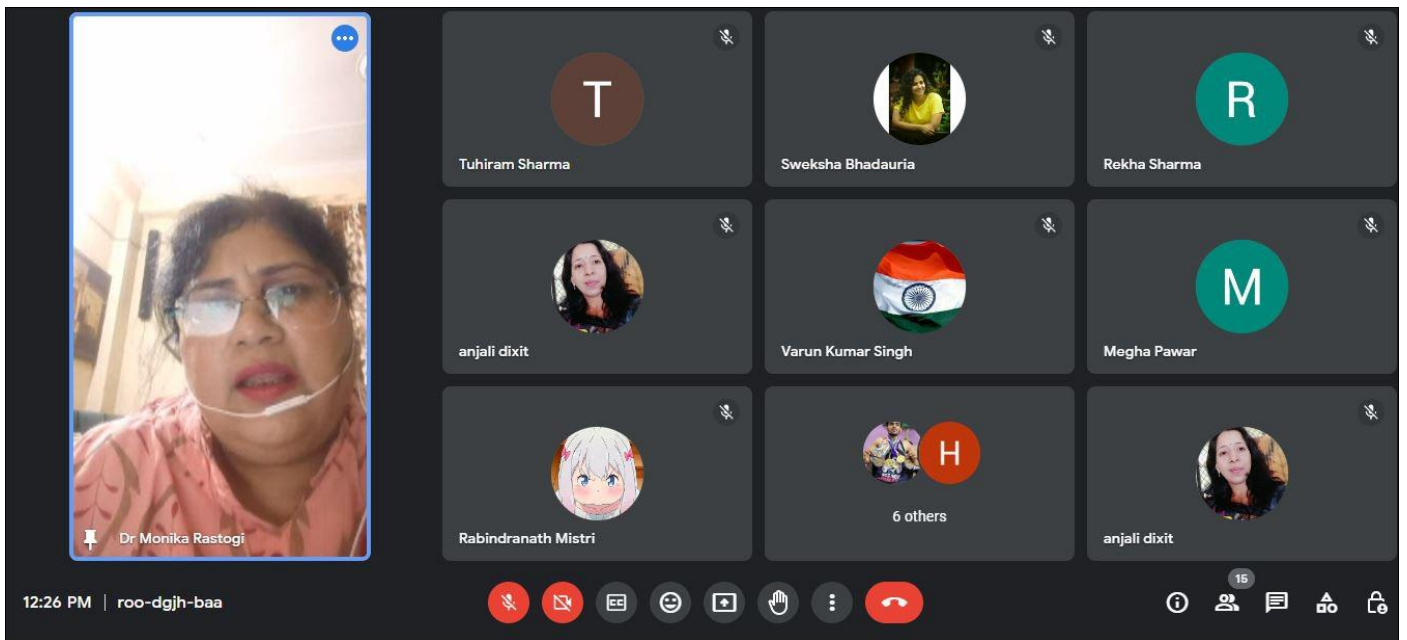 Dr Monika Rastogi
T
Tuhiram Sharma
Sweksha Bhadauria
R
Rekha Sharma
anjali dixit
Varun Kumar Singh
M
Megha Pawar
Rabindranath Mistri
H
6 others
anjali dixit
12:26 PM | roo-dgjh-baa
CC
15